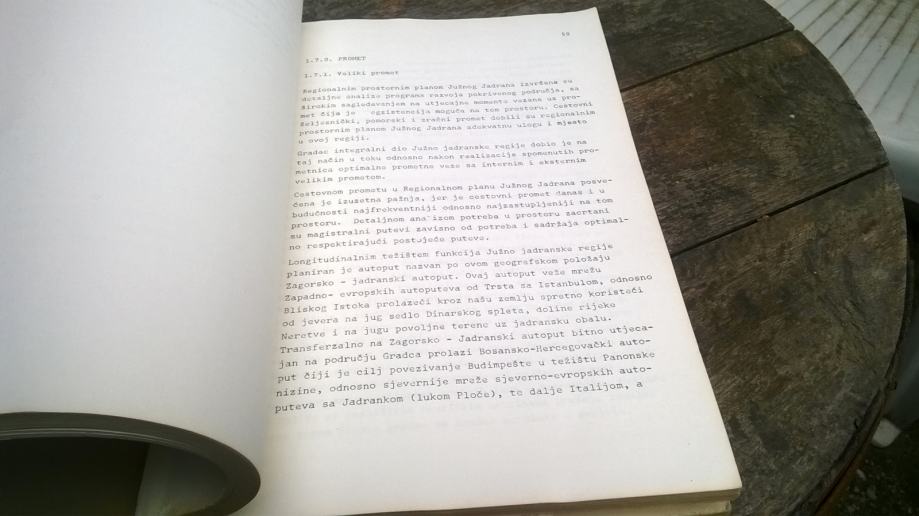 59
1.7.0. PROMET
1.7.1. Veliki promet
Regionalnim prostornim planom Južnog Jadrana izvršena su
detaljne analize programa razvoja pokrivenog područja, sa
širokim sagledavanjem na utjecajne momente vezana uz pro-
met čija je egzistencija moguća na tom prostoru. Cestovni
željeznički, pomorski i zračni promet dobili su regionalnim
prostornim planom Južnog Jadrana adekvatnu ulogu i mjesto
u ovoj regiji.
Gradac integralni dio Južno jadranske regije dobio je na
taj način u toku odnosno nakon realizacije spomenutih pro-
metnica optimalne prometne veze sa internim i eksternim
velikim prometom.
Cestovnom prometu u Regionalnom planu Južnog Jadrana posve-
ćena je izuzetna pažnja, jer je cestovni promet danas i u
budućnosti najfrekventniji odnosno najzastupljeniji na tom
prostoru. Detaljnom analizom potreba u prostoru zacrtani
su magistralni putevi zavisno od potreba i sadržaja optimal-
no respektirajući postojeće puteve.
Longitudinalnim težištem funkcija Južno jadranske regije
planiran je autoput nazvan po ovom geografskom položaju
Zagorsko - jadranski autoput. Ovaj autoput veže mrežu
Zapadno- evropskih autoputeva od Trsta sa Istanbulom, odnosno
Bliskog Istoka prolazeći kroz našu zemlju spretno koristeći
od jevera na jug sedlo Dinarskog spleta, doline rijeke
Neretve i na jugu povoljne terene uz jadransku obalu.
Transferzalno na Zagorsko - Jadranski autoput bitno utjeca-
jan na području Gradca prolazi Bosansko-Hercegovački auto-
put čiji je cilj povezivanje Budimpešte u težištu Panonske
nizine, odnosno sjevernije mreže sjeverno-evropskih auto-
puteva sa Jadrankom (lukom Ploče), te dalje Italijom, a